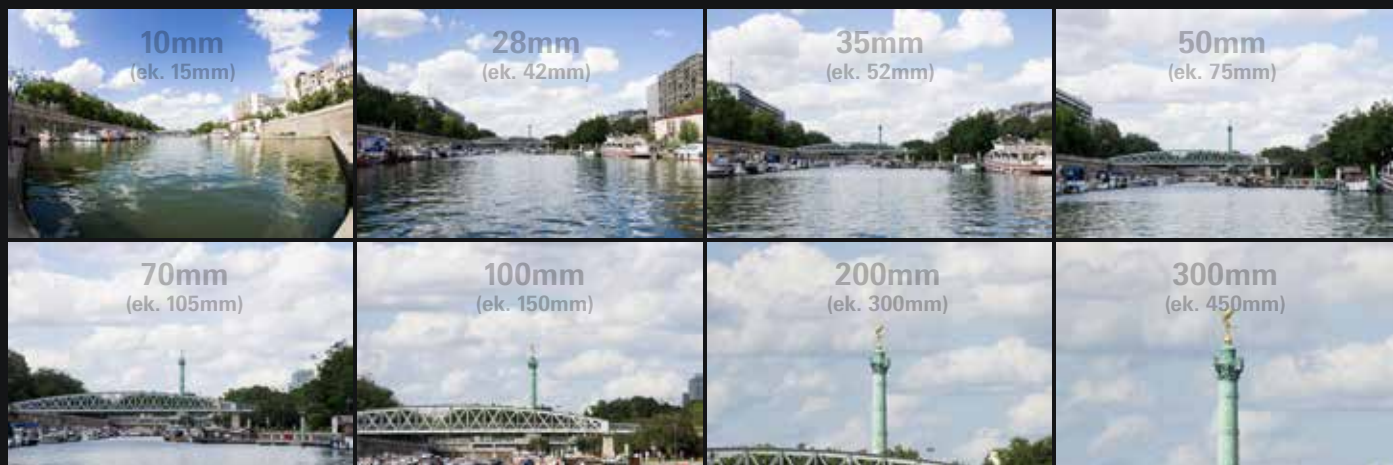 10mm
(ek. 15mm)
28mm
(ek. 42mm)
35mm
(ek. 52mm)
50mm
(ek. 75mm)
70mm
(ek. 105mm)
100mm
(ek. 150mm)
200mm
(ek. 300mm)
300mm
(ek. 450mm)